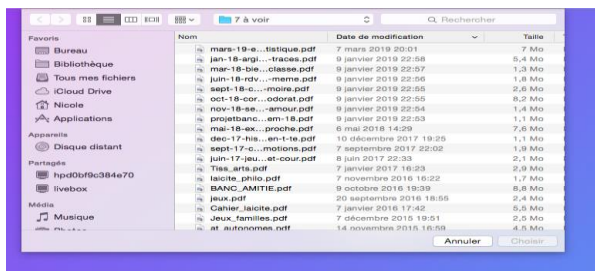 7 à voir
Rechercher
Favoris
Bureau
Bibliothèque
Tous mes fichiers
iCloud Drive
Nicole
Applications
Appareils
Disque distant
Partagés
hpd0bf9c384e70
livebox
Média
Musique
Nom Date de modification Taille
mars-19-e...tistique.pdf 7 mars 2019 20:01 7 Mo
jan-18-argi...-traces.pdf 9 janvier 2019 22:58 5,4 Mo
mar-18-bie...classe.pdf 9 janvier 2019 22:57 1,3 Mo
juin-18-rdv...-meme.pdf 9 janvier 2019 22:56 1,8 Mo
sept-18-c...-moire.pdf 9 janvier 2019 22:55 2,6 Mo
oct-18-cor...odorat.pdf 9 janvier 2019 22:55 8,2 Mo
nov-18-se...-amour.pdf 9 janvier 2019 22:54 1,4 Mo
projetbanc...em-18.pdf 9 janvier 2019 22:53 1,1 Mo
mai-18-ex...proche.pdf 6 mai 2018 14:29 7,6 Mo
dec-17-his...en-t-te.pdf 10 décembre 2017 19:25 1,1 Mo
sept-17-c...motions.pdf 7 septembre 2017 22:02 1,9 Mo
juin-17-jeu...et-cour.pdf 8 juin 2017 22:33 2,1 Mo
Tiss_arts.pdf 7 janvier 2017 16:23 2,9 Mo
laicite_philo.pdf 7 novembre 2016 16:22 1,7 Mo
BANC_AMITIE.pdf 9 octobre 2016 19:39 8,8 Mo
jeux.pdf 20 septembre 2016 18:55 2,4 Mo
Cahier_laicite.pdf 7 janvier 2016 17:42 5,5 Mo
Jeux_familles.pdf 7 décembre 2015 19:51 2,5 Mo
at_autonomes.pdf 14 novembre 2015 16:59 4,5 Mo
Annuler Choisir